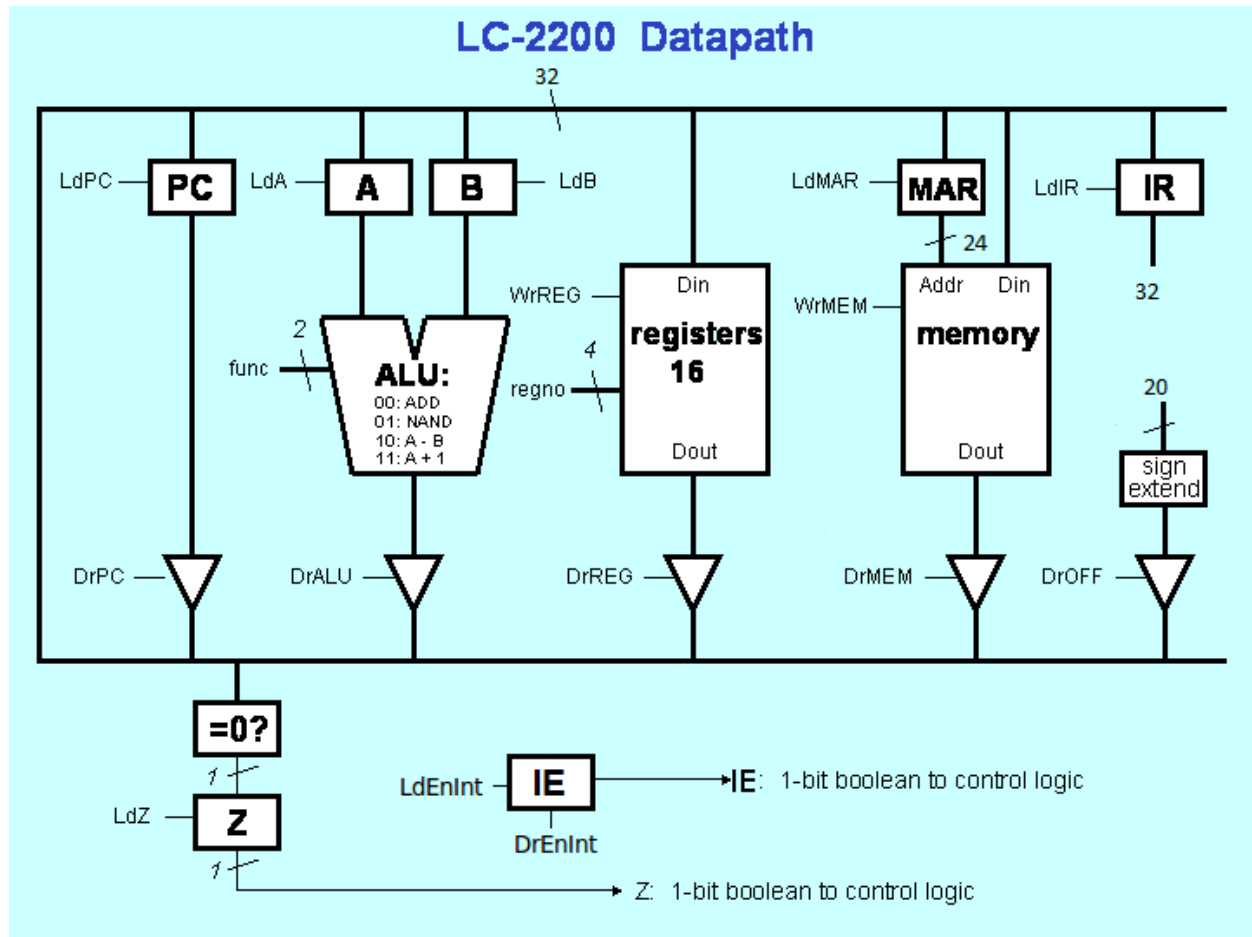 LC-2200 Datapath
32
LdPC
PC
LdA
A
B
LdB
LdMAR
MAR
LdIR
IR
24
32
WrREG
Din
registers
16
Dout
4
regno
WrMEM
Addr Din
memory
Dout
2
func
ALU:
00: ADD
01: NAND
10: A - B
11: A + 1
20
sign
extend
DrPC
DrALU
DrREG
DrMEM
DrOFF
=0?
1
LdZ
Z
1
LdEnInt
IE
DrEnInt
IE: 1-bit boolean to control logic
Z: 1-bit boolean to control logic